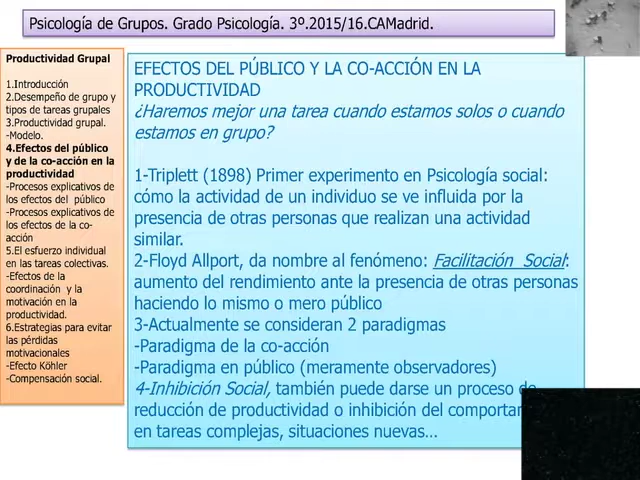 Psicología de Grupos. Grado Psicología. 3º.2015/16.CAMadrid.
Productividad Grupal
1.Introducción
2.Desempeño de grupo y
tipos de tareas grupales
3.Productividad grupal.
-Modelo.
4.Efectos del público
y de la co-acción en la
productividad
-Procesos explicativos de
los efectos del público
-Procesos explicativos de
los efectos de la co-
acción
5.El esfuerzo individual
en las tareas colectivas.
-Efectos de la
coordinación y la
motivación en la
productividad.
6.Estrategias para evitar
las pérdidas
motivacionales
-Efecto Köhler
-Compensación social.
EFECTOS DEL PÚBLICO Y LA CO-ACCIÓN EN LA
PRODUCTIVIDAD
¿Haremos mejor una tarea cuando estamos solos o cuando
estamos en grupo?
1-Triplett (1898) Primer experimento en Psicología social:
cómo la actividad de un individuo se ve influida por la
presencia de otras personas que realizan una actividad
similar.
2-Floyd Allport, da nombre al fenómeno: Facilitación Social:
aumento del rendimiento ante la presencia de otras personas
haciendo lo mismo o mero público
3-Actualmente se consideran 2 paradigmas
-Paradigma de la co-acción
-Paradigma en público (meramente observadores)
4-Inhibición Social, también puede darse un proceso de
reducción de productividad o inhibición del
en tareas complejas, situaciones nuevas…